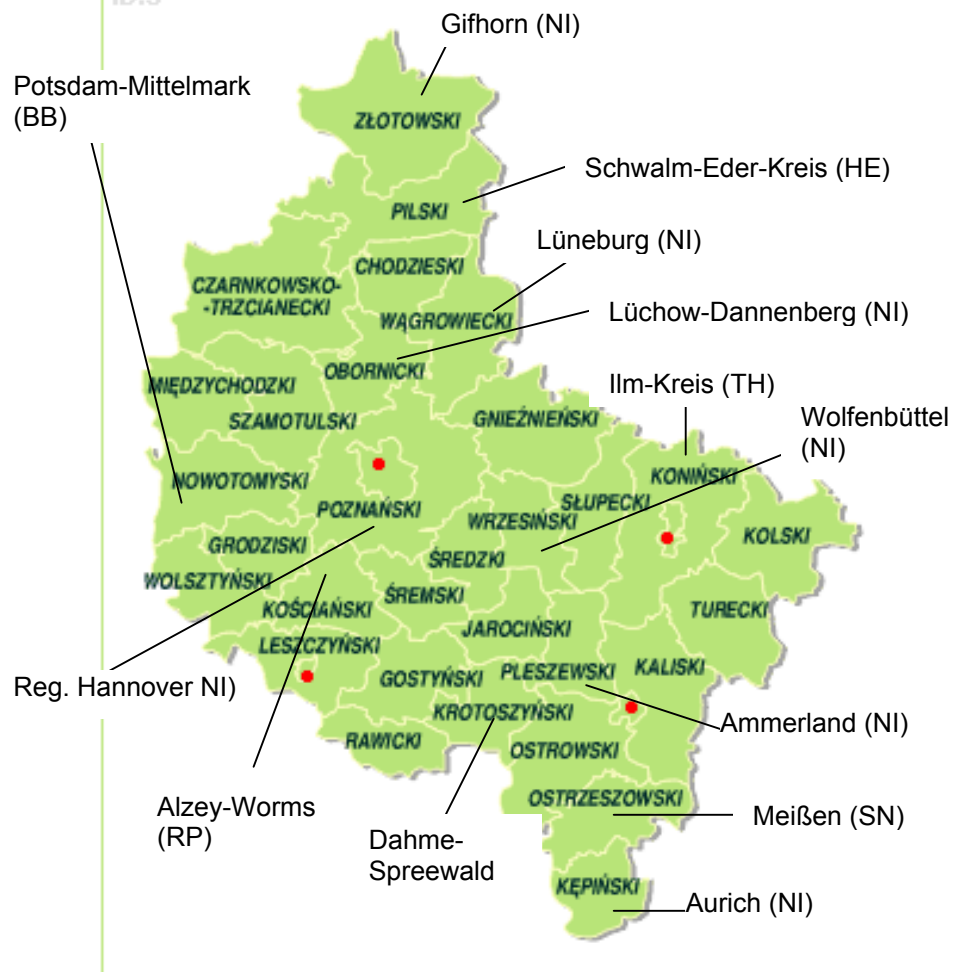 Gifhorn (NI)
Potsdam-Mittelmark
(BB)
ZŁOTOWSKI
Schwalm-Eder-Kreis (HE)
PILSKI
Lüneburg (NI)
CHODZIESKI
CZARNKOWSKO-
-TRZCIANECKI
WĄGROWIECKI
Lüchow-Dannenberg (NI)
OBORNICKI
MIĘDZYCHODZKI
Ilm-Kreis (TH)
SZAMOTULSKI
GNIEŹNIEŃSKI
Wolfenbüttel
(NI)
NOWOTOMYSKI
KONIŃSKI
SŁUPECKI
POZNAŃSKI
WRZESIŃSKI
KOLSKI
GRODZISKI
ŚREDZKI
WOLSZTYŃSKI
ŚREMSKI
KOŚCIAŃSKI
TURECKI
JAROCIŃSKI
LESZCZYŃSKI
PLESZEWSKI
KALISKI
GOSTYŃSKI
Reg. Hannover NI)
KROTOSZYŃSKI
Ammerland (NI)
RAWICKI
OSTROWSKI
OSTRZESZOWSKI
Alzey-Worms
(RP)
Meißen (SN)
Dahme-
Spreewald
KĘPIŃSKI
Aurich (NI)